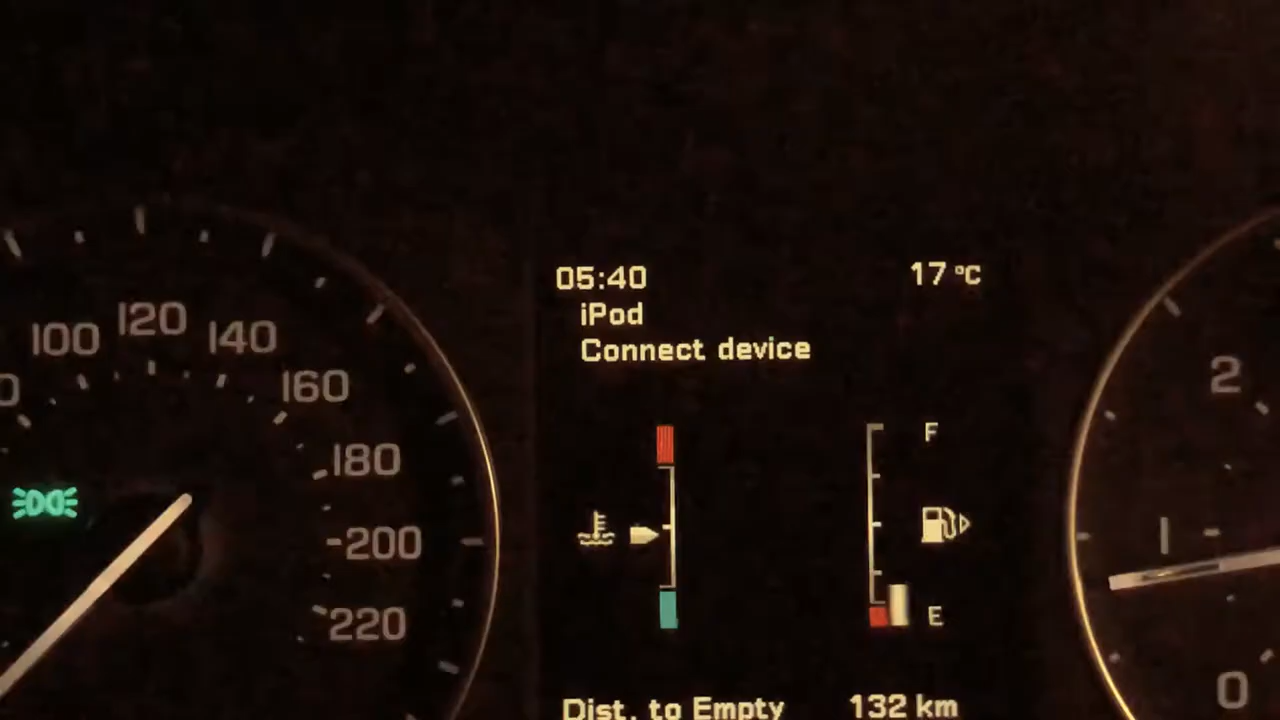 05:40
17 °C
iPod
Connect device
100
120
140
160
180
200
220
F
E
2
1
0
Dist. to Empty 132 km